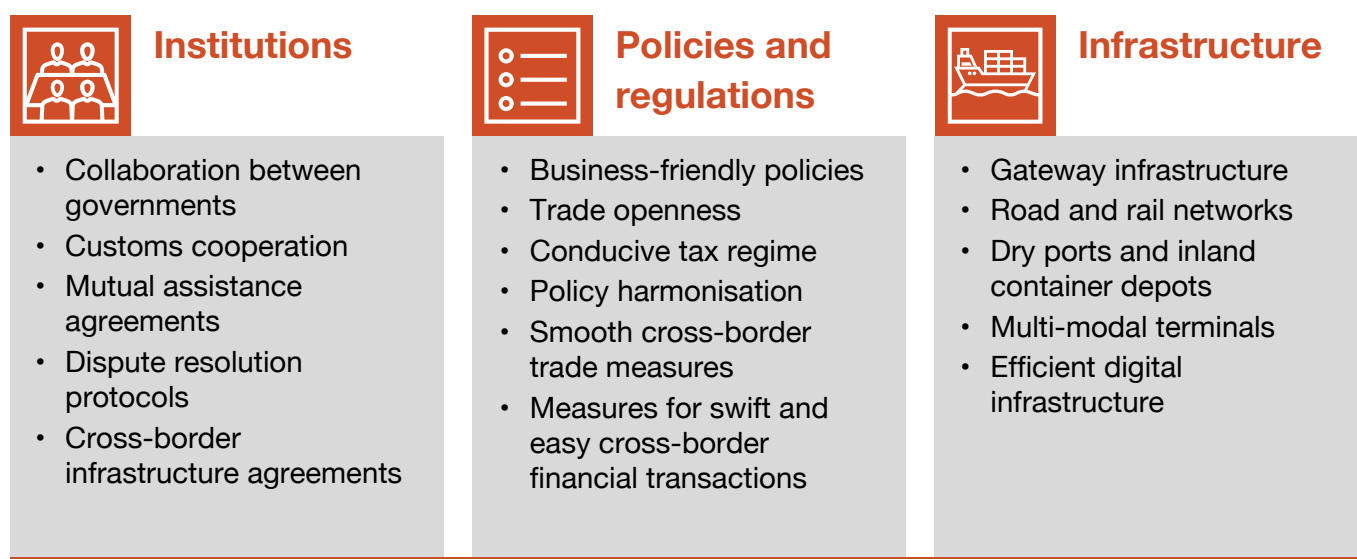 Institutions
• Collaboration between
governments
• Customs cooperation
• Mutual assistance
agreements
• Dispute resolution
protocols
• Cross-border
infrastructure agreements
Policies and
regulations
• Business-friendly policies
• Trade openness
• Conducive tax regime
• Policy harmonisation
• Smooth cross-border
trade measures
• Measures for swift and
easy cross-border
financial transactions
Infrastructure
• Gateway infrastructure
• Road and rail networks
• Dry ports and inland
container depots
• Multi-modal terminals
• Efficient digital
infrastructure